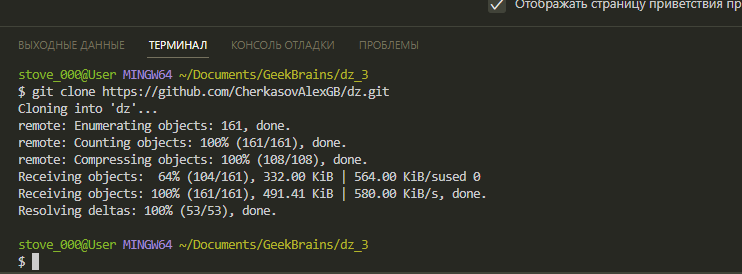 Отображать страницу приветствия пр
ВЫХОДНЫЕ ДАННЫЕ ТЕРМИНАЛ КОНСОЛЬ ОТЛАДКИ ПРОБЛЕМЫ
stove_000@User MINGW64 ~/Documents/GeekBrains/dz_3
$ git clone https://github.com/CherkasovAlexGB/dz.git
Cloning into 'dz'...
remote: Enumerating objects: 161, done.
remote: Counting objects: 100% (161/161), done.
remote: Compressing objects: 100% (108/108), done.
Receiving objects:  64% (104/161), 332.00 KiB | 564.00 KiB/sused 0
Receiving objects: 100% (161/161), 491.41 KiB | 580.00 KiB/s, done.
Resolving deltas: 100% (53/53), done.
stove_000@User MINGW64 ~/Documents/GeekBrains/dz_3
$